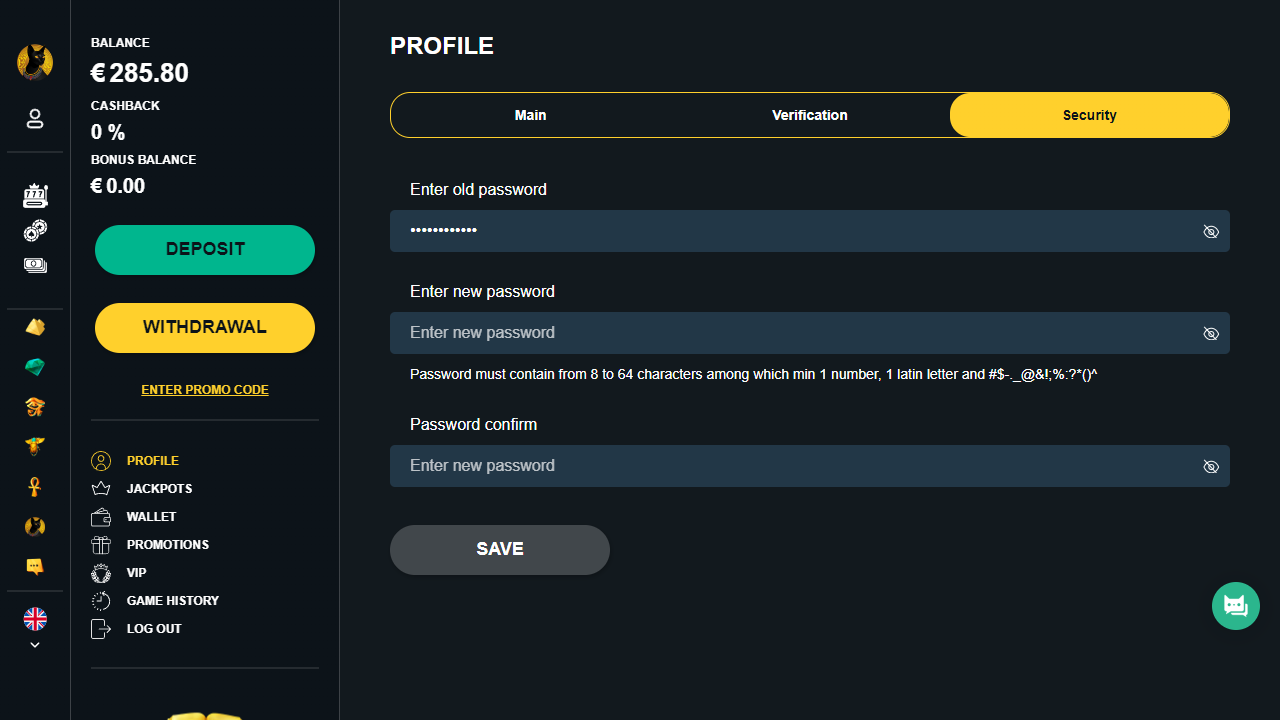 BALANCE
€ 285.80
CASHBACK
0 %
BONUS BALANCE
€ 0.00
DEPOSIT
WITHDRAWAL
ENTER PROMO CODE
PROFILE
JACKPOTS
WALLET
PROMOTIONS
VIP
GAME HISTORY
LOG OUT
PROFILE
Main
Verification
Security
Enter old password
••••••••••••
Enter new password
Enter new password
Password must contain from 8 to 64 characters among which min 1 number, 1 latin letter and #$-._@&!;%:?*()^
Password confirm
Enter new password
SAVE